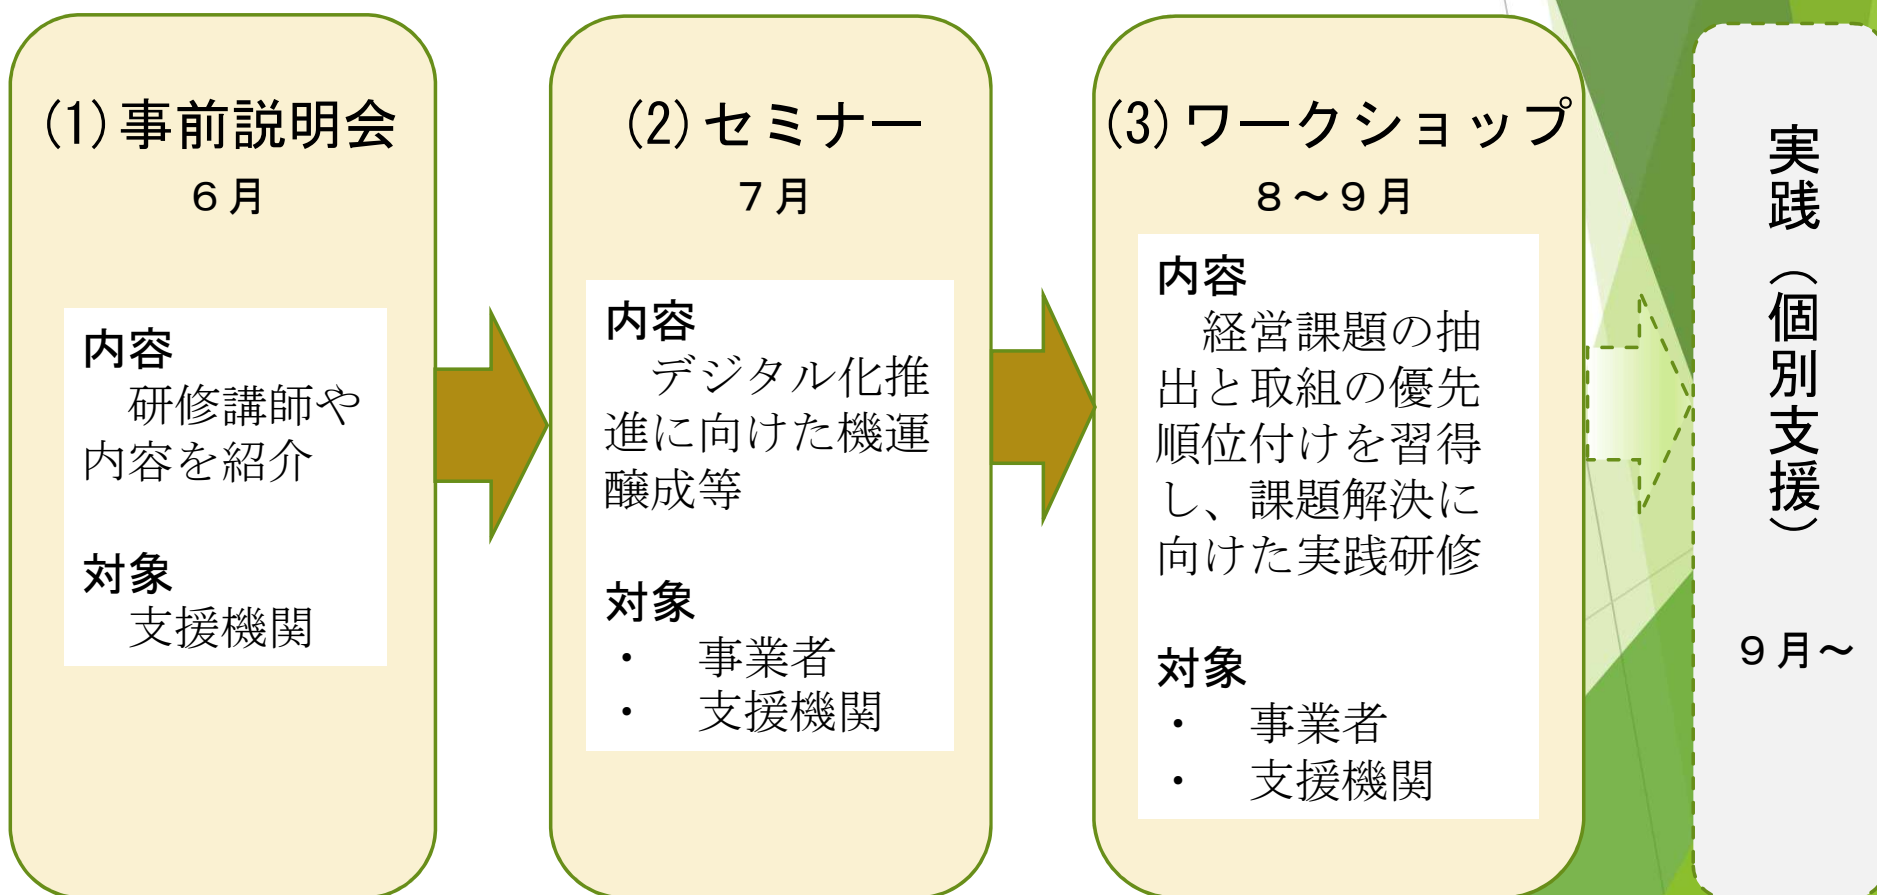 (1)事前説明会
６月
内容
　研修講師や
内容を紹介
対象
　支援機関
(2)セミナー
７月
内容
　デジタル化推
進に向けた機運
醸成等
対象
・　事業者
・　支援機関
(3)ワークショップ
８～９月
内容
　経営課題の抽
出と取組の優先
順位付けを習得
し、課題解決に
向けた実践研修
対象
・　事業者
・　支援機関
実践（個別支援）
９月～